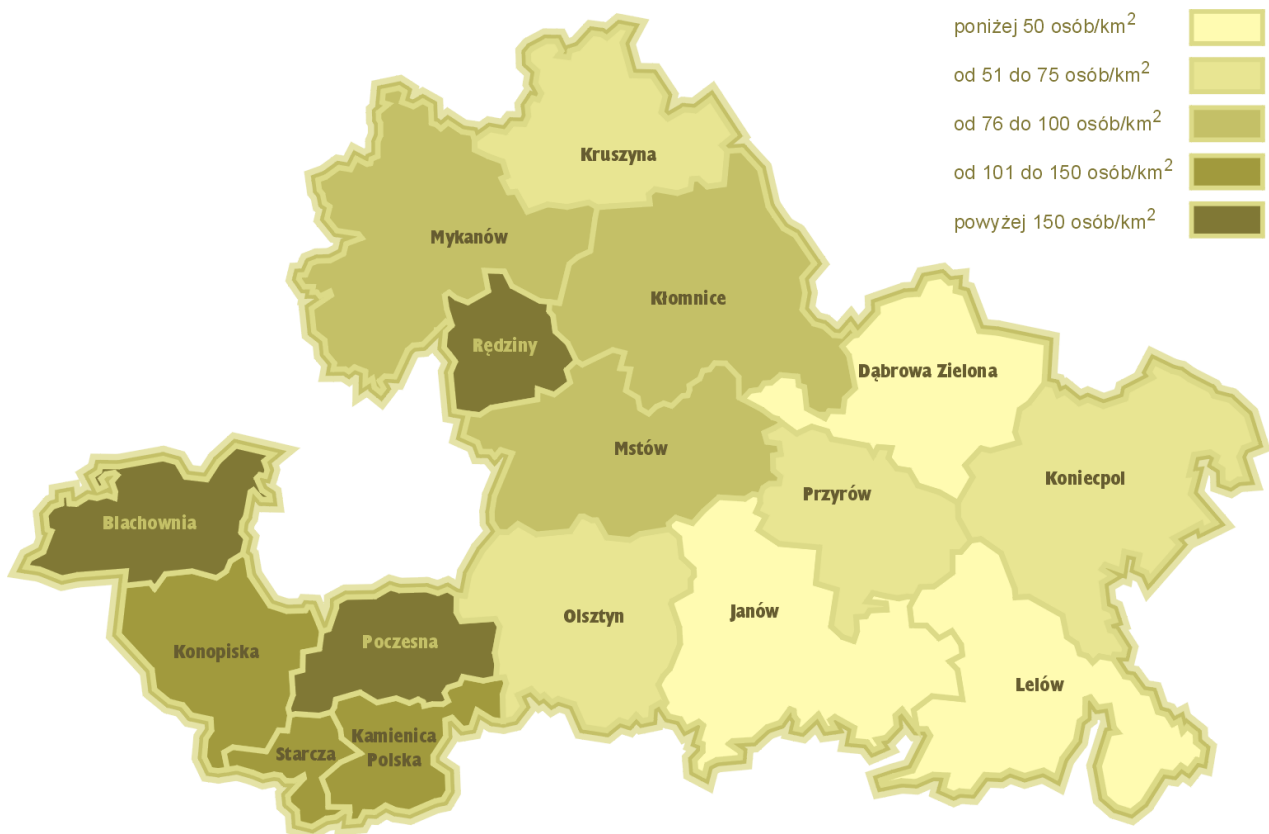 poniżej 50 osób/km²
od 51 do 75 osób/km²
od 76 do 100 osób/km²
od 101 do 150 osób/km²
powyżej 150 osób/km²
Kruszyna
Mykanów
Kłomnice
Rędziny
Dąbrowa Zielona
Mstów
Koniecpol
Przyrów
Blachownia
Janów
Olsztyn
Poczesna
Konopiska
Lelów
Kamienica
Polska
Starcza